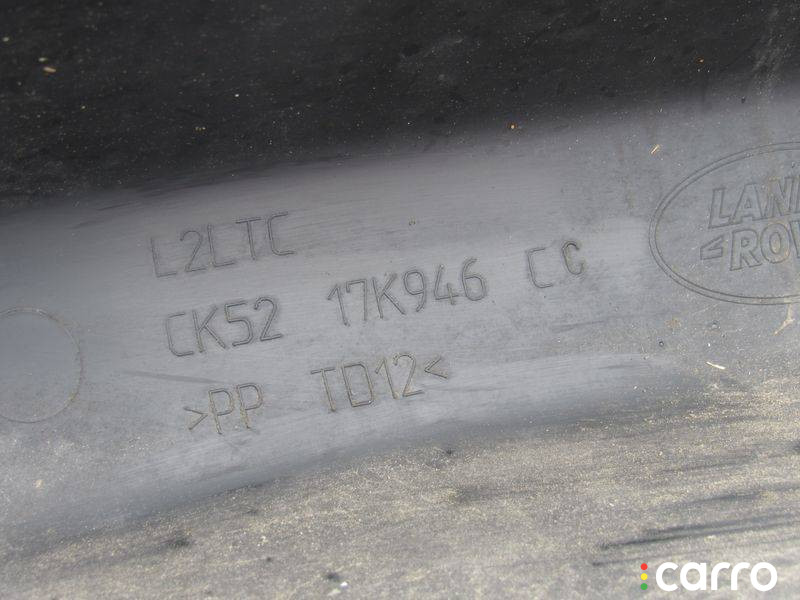 L2LTC
CK52 17K946 CC
>PP TD12<
LAN
ROV
carro